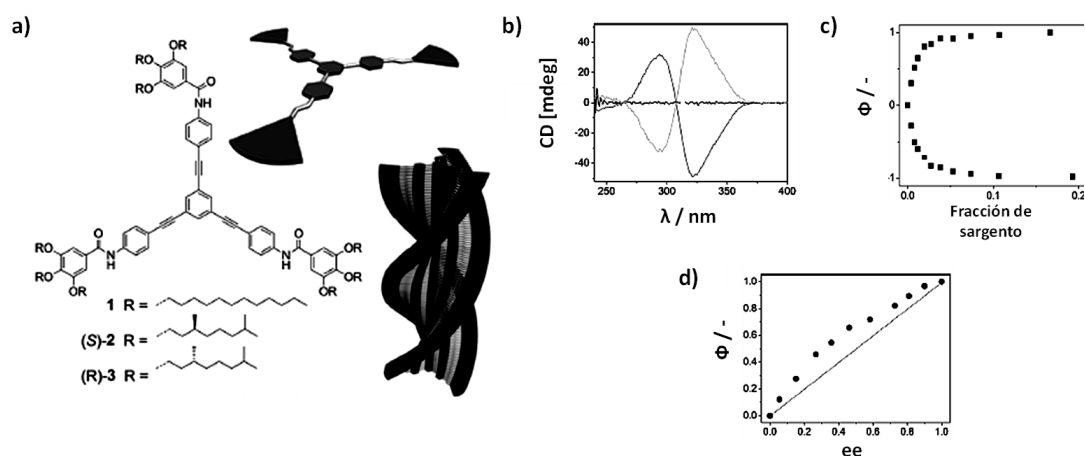 a)
RO
OR
RO
O
NH
RO
RO
RO
O
N
H
O
N
H
OR
OR
OR
1 R =
(S)-2 R =
(R)-3 R =
b)
CD [mdeg]
40
20
0
-20
-40
250
300
350
400
λ / nm
c)
Φ / -
1
0
-1
0.0
0.1
0.2
Fracción de
sargento
d)
Φ / -
1.0
0.8
0.6
0.4
0.2
0.0
0.0
0.2
0.4
0.6
0.8
1.0
ee